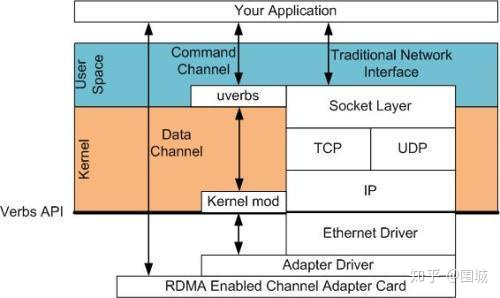 Your Application
User
Space
Command
Channel
Traditional Network
Interface
uverbs
Socket Layer
Kernel
Data
Channel
TCP
UDP
IP
Kernel mod
Verbs API
Ethernet Driver
Adapter Driver
RDMA Enabled Channel Adapter Card
知乎 @围城